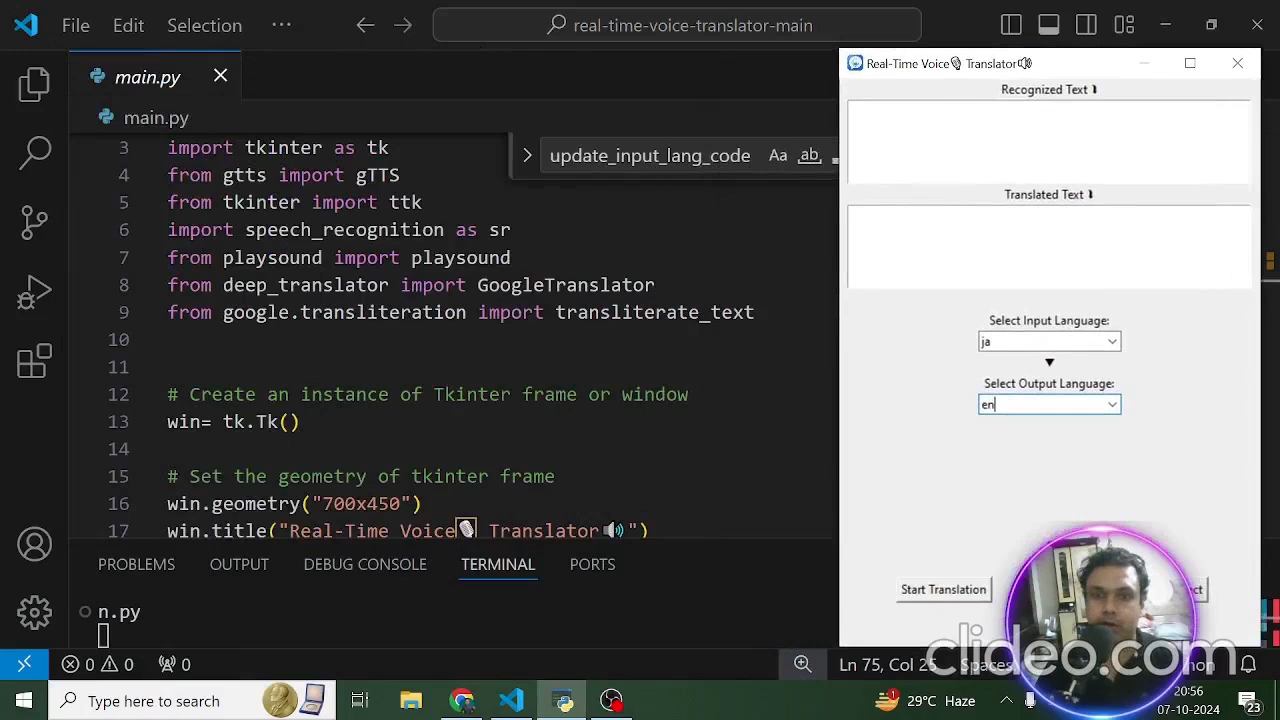 File Edit Selection ... real-time-voice-translator-main
main.py
main.py
update_input_lang_code Aa ab
3 import tkinter as tk
4 from gtts import gTTS
5 from tkinter import ttk
6 import speech_recognition as sr
7 from playsound import playsound
8 from deep_translator import GoogleTranslator
9 from google.transliteration import transliterate_text
10
11
12 # Create an instance of Tkinter frame or window
13 win= tk.Tk()
14
15 # Set the geometry of tkinter frame
16 win.geometry("700x450")
17 win.title("Real-Time Voice🎙️ Translator🔊")
PROBLEMS OUTPUT DEBUG CONSOLE TERMINAL PORTS
n.py
Real-Time Voice🎙️ Translator🔊
Recognized Text ⮯
Translated Text ⮯
Select Input Language:
ja
▼
Select Output Language:
en
Start Translation
clideo.com
0 0 0 Ln 75, Col 25 Spaces
Type here to search 1 29°C Haze 20:56
07-10-2024 23